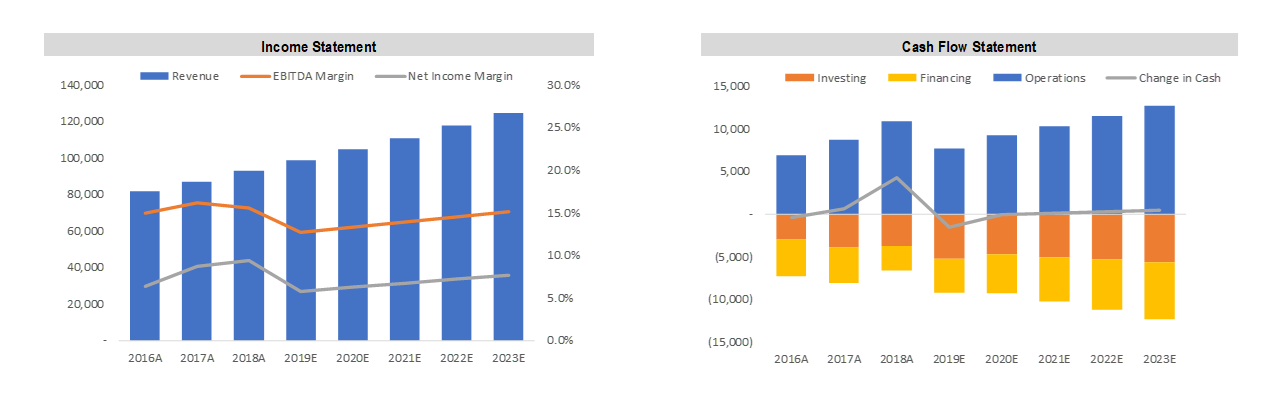 Income Statement
Revenue EBITDA Margin Net Income Margin
140,000 30.0%
120,000 25.0%
100,000 20.0%
80,000 15.0%
60,000 10.0%
40,000 5.0%
20,000 0.0%
-
2016A 2017A 2018A 2019E 2020E 2021E 2022E 2023E
Cash Flow Statement
Investing Financing Operations Change in Cash
15,000
10,000
5,000
-
(5,000)
(10,000)
(15,000)
2016A 2017A 2018A 2019E 2020E 2021E 2022E 2023E